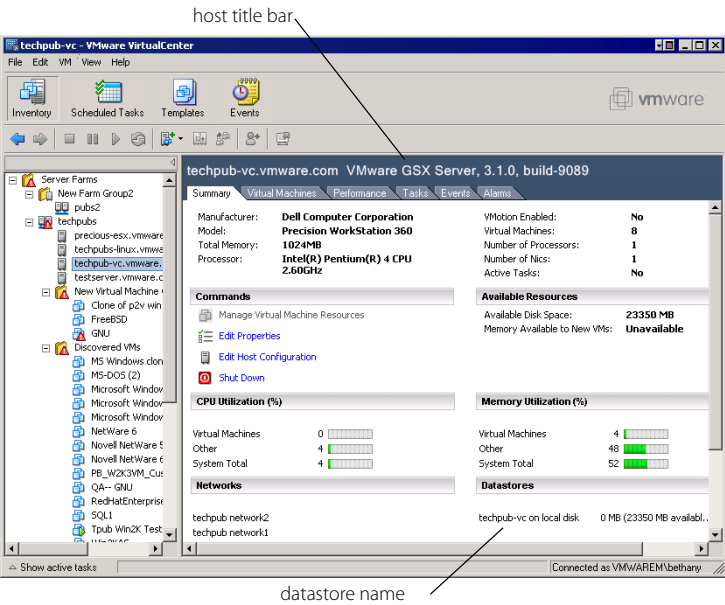 host title bar
techpub-vc - VMware VirtualCenter
File Edit VM View Help
Inventory Scheduled Tasks Templates Events
vmware
techpub-vc.vmware.com VMware GSX Server, 3.1.0, build-9089
Summary Virtual Machines Performance Tasks Events Alarms
Server Farms
New Farm Group2
pubs2
techpubs
precious-esx.vmware
techpubs-linux.vmwa
techpub-vc.vmware.
testserver.vmware.c
New Virtual Machine
Clone of p2v win
FreeBSD
GNU
Discovered VMs
MS Windows clon
MS-DOS (2)
Microsoft Window
Microsoft Window
Microsoft Window
NetWare 6
Novell NetWare 5
Novell NetWare 6
PB_W2K3VM_Cus
QA-- GNU
RedHatEnterprise
SQL1
Tpub Win2K Test
Manufacturer: Dell Computer Corporation
Model: Precision WorkStation 360
Total Memory: 1024MB
Processor: Intel(R) Pentium(R) 4 CPU
2.60GHz
VMotion Enabled: No
Virtual Machines: 8
Number of Processors: 1
Number of Nics: 1
Active Tasks: No
Commands
Manage Virtual Machine Resources
Edit Properties
Edit Host Configuration
Shut Down
Available Resources
Available Disk Space: 23350 MB
Memory Available to New VMs: Unavailable
CPU Utilization (%)
Virtual Machines 0
Other 4
System Total 4
Memory Utilization (%)
Virtual Machines 4
Other 48
System Total 52
Networks
techpub network2
techpub network1
Datastores
techpub-vc on local disk 0 MB (23350 MB availabl..
Show active tasks
Connected as VMWAREM\bethany
datastore name